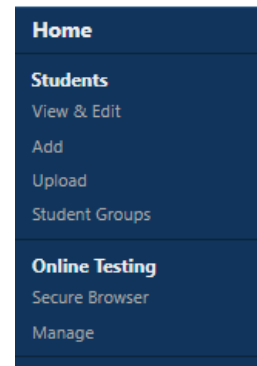 Home
Students
View & Edit
Add
Upload
Student Groups
Online Testing
Secure Browser
Manage